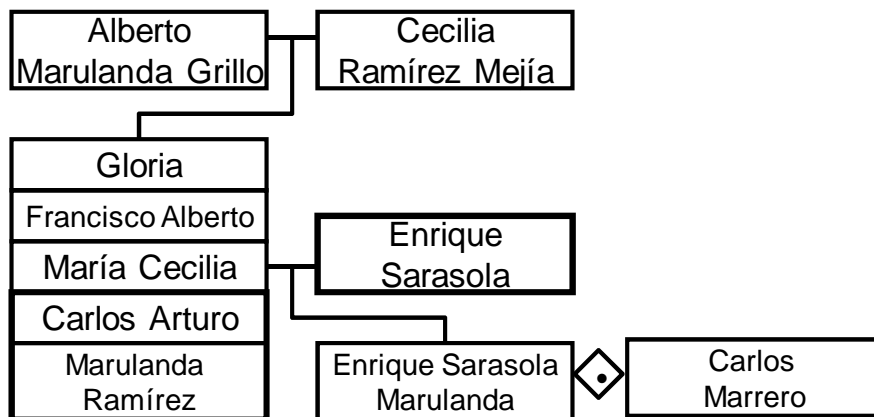 Alberto
Marulanda Grillo
Cecilia
Ramírez Mejía
Gloria
Francisco Alberto
María Cecilia
Enrique
Sarasola
Carlos Arturo
Marulanda
Ramírez
Enrique Sarasola
Marulanda
Carlos
Marrero